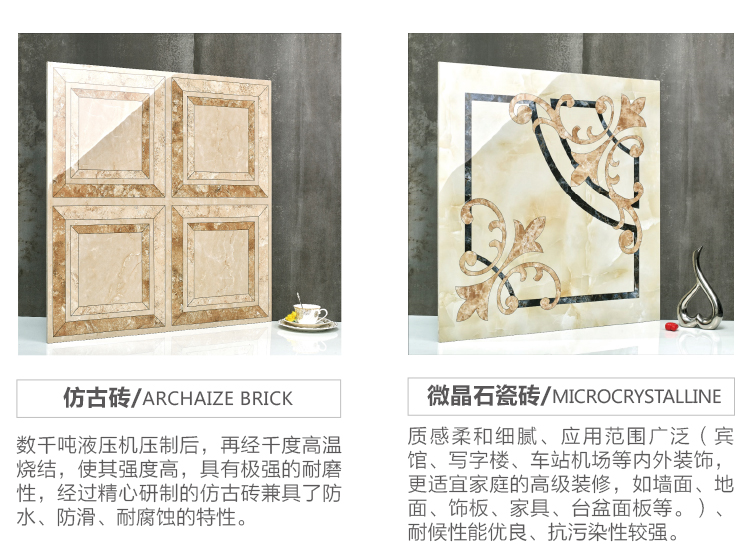 仿古砖/ARCHAIZE BRICK
数千吨液压机压制后，再经千度高温
烧结，使其强度高，具有极强的耐磨
性，经过精心研制的仿古砖兼具了防
水、防滑、耐腐蚀的特性。
微晶石瓷砖/MICROCRYSTALLINE
质感柔和细腻、应用范围广泛（宾
馆、写字楼、车站机场等内外装饰，
更适宜家庭的高级装修，如墙面、地
面、饰板、家具、台盆面板等。）、
耐候性能优良、抗污染性较强。